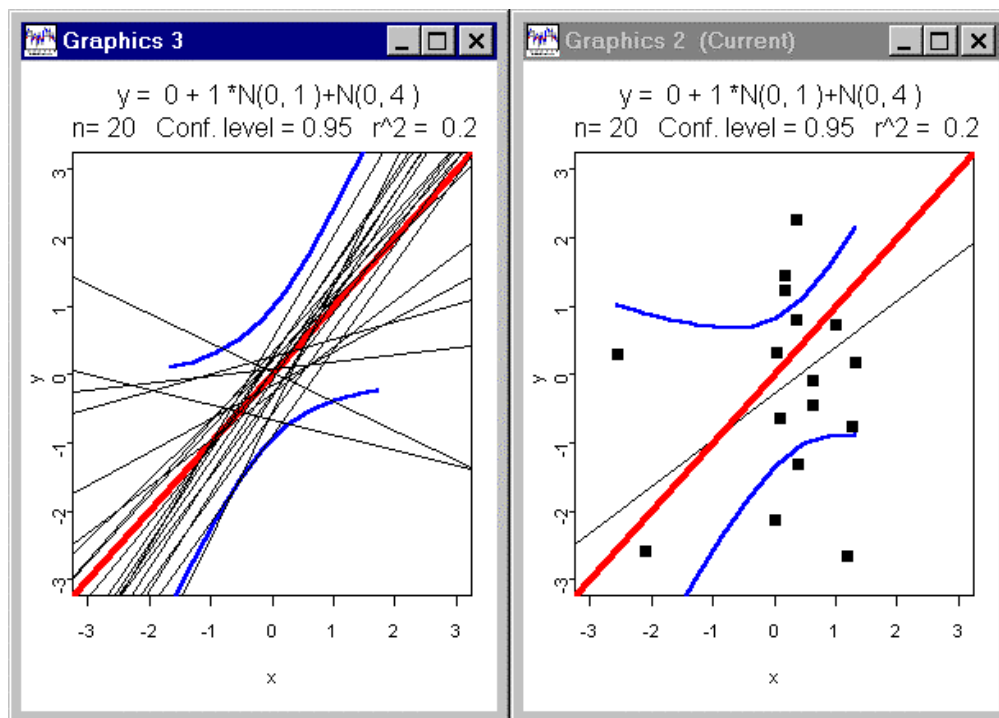 Graphics 3
y = 0 + 1 *N(0, 1 )+N(0, 4 )
n= 20 Conf. level = 0.95 r^2 = 0.2
3
2
1
0
-1
-2
-3
y
-3 -2 -1 0 1 2 3
x
Graphics 2 (Current)
y = 0 + 1 *N(0, 1 )+N(0, 4 )
n= 20 Conf. level = 0.95 r^2 = 0.2
3
2
1
0
-1
-2
-3
y
-3 -2 -1 0 1 2 3
x